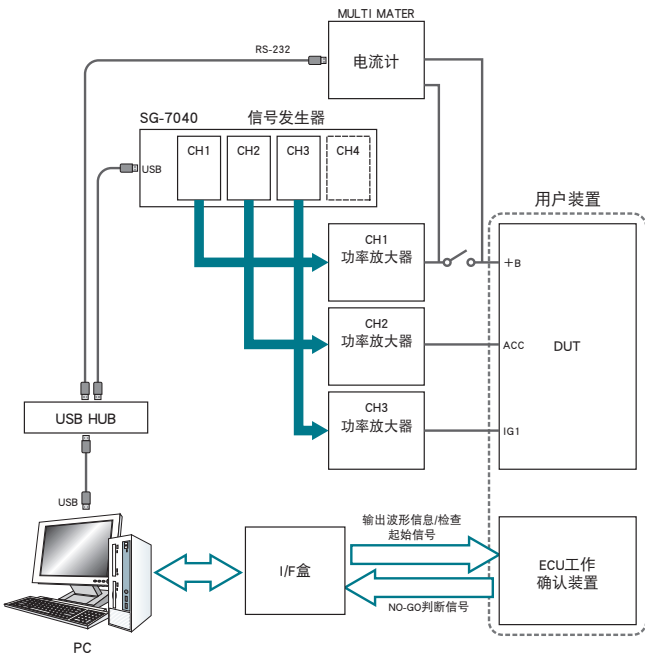 MULTI MATER
RS-232
电流计
SG-7040
信号发生器
USB
CH1
CH2
CH3
CH4
用户装置
CH1
功率放大器
+B
CH2
功率放大器
ACC
DUT
CH3
功率放大器
IG1
USB HUB
USB
输出波形信息/检查
起始信号
I/F盒
ECU工作
确认装置
NO-GO判断信号
PC